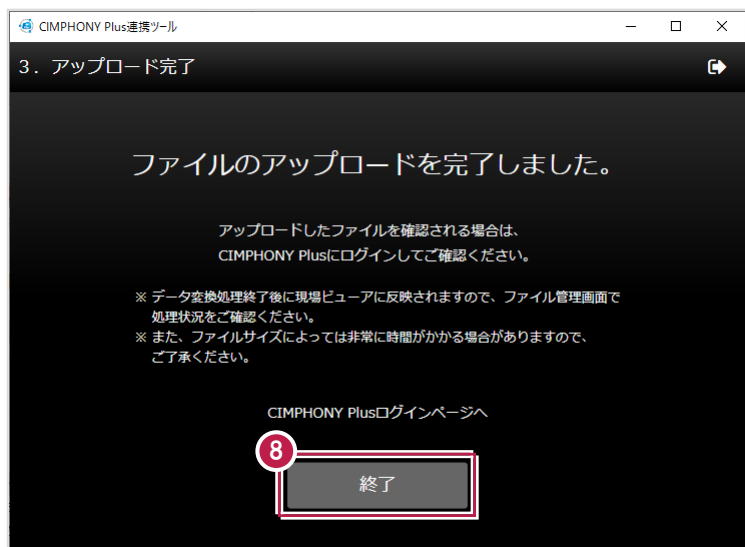 CIMPHONY Plus連携ツール
3．アップロード完了
ファイルのアップロードを完了しました。
アップロードしたファイルを確認される場合は、
CIMPHONY Plusにログインしてご確認ください。
※ データ変換処理終了後に現場ビューアに反映されますので、ファイル管理画面で
処理状況をご確認ください。
※ また、ファイルサイズによっては非常に時間がかかる場合がありますので、
ご了承ください。
CIMPHONY Plusログインページへ
8
終了